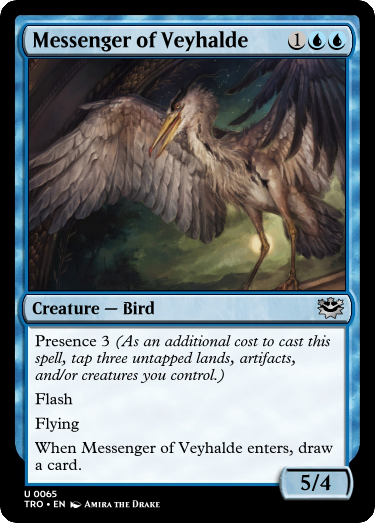 Messenger of Veyhalde 1
Creature — Bird
Presence 3 (As an additional cost to cast this
spell, tap three untapped lands, artifacts,
and/or creatures you control.)
Flash
Flying
When Messenger of Veyhalde enters, draw
a card.
5/4
U 0065
TRO • EN Amira the Drake